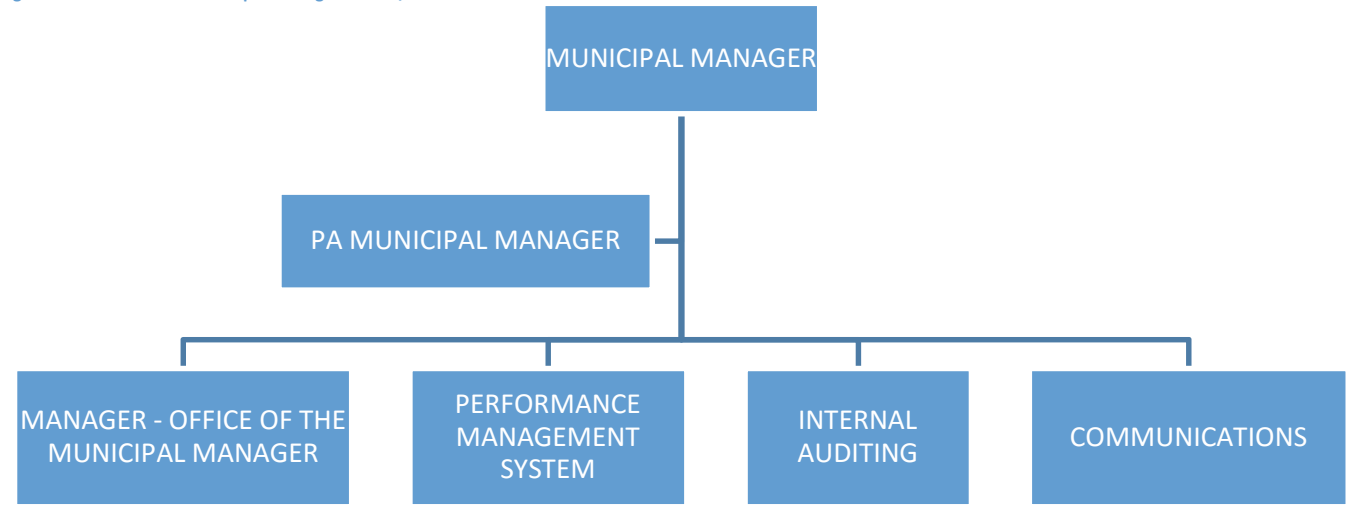 MUNICIPAL MANAGER
PA MUNICIPAL MANAGER
MANAGER - OFFICE OF THE
MUNICIPAL MANAGER
PERFORMANCE
MANAGEMENT
SYSTEM
INTERNAL
AUDITING
COMMUNICATIONS